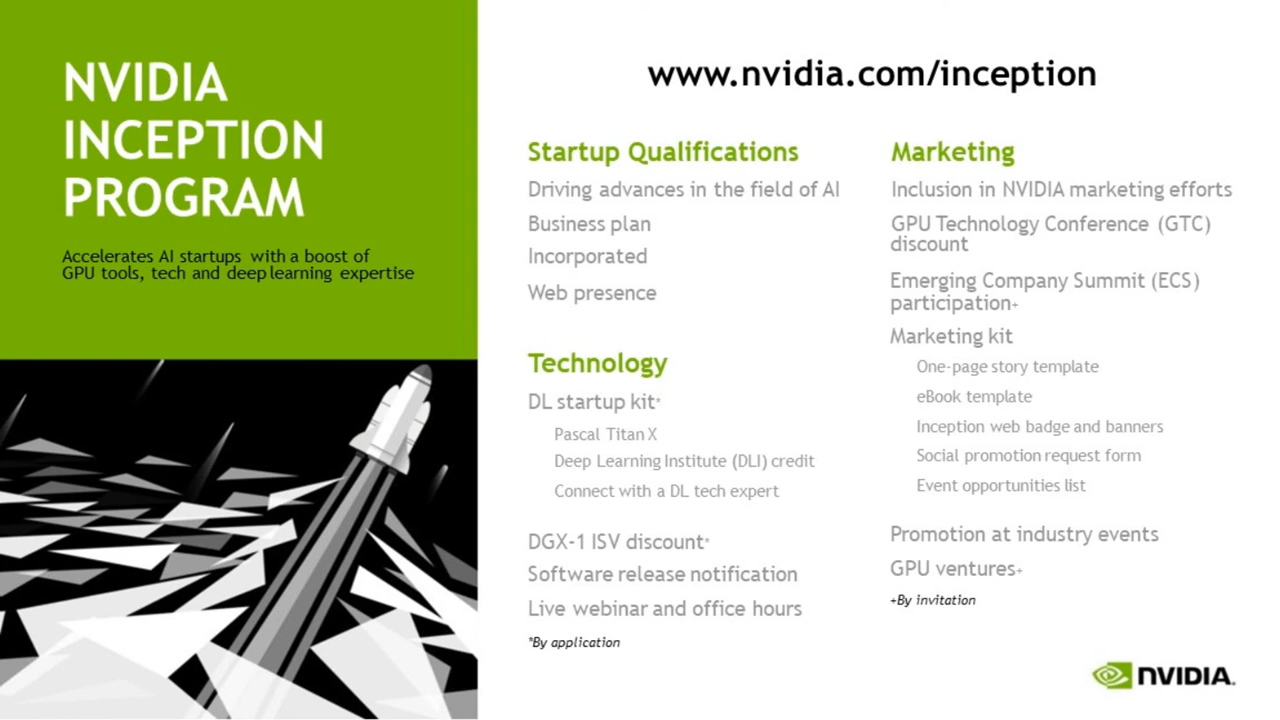 NVIDIA
INCEPTION
PROGRAM
Accelerates AI startups with a boost of
GPU tools, tech and deep learning expertise
www.nvidia.com/inception
Startup Qualifications
Driving advances in the field of AI
Business plan
Incorporated
Web presence
Technology
DL startup kit*
Pascal Titan X
Deep Learning Institute (DLI) credit
Connect with a DL tech expert
DGX-1 ISV discount*
Software release notification
Live webinar and office hours
*By application
Marketing
Inclusion in NVIDIA marketing efforts
GPU Technology Conference (GTC)
discount
Emerging Company Summit (ECS)
participation+
Marketing kit
One-page story template
eBook template
Inception web badge and banners
Social promotion request form
Event opportunities list
Promotion at industry events
GPU ventures+
+By invitation
NVIDIA.